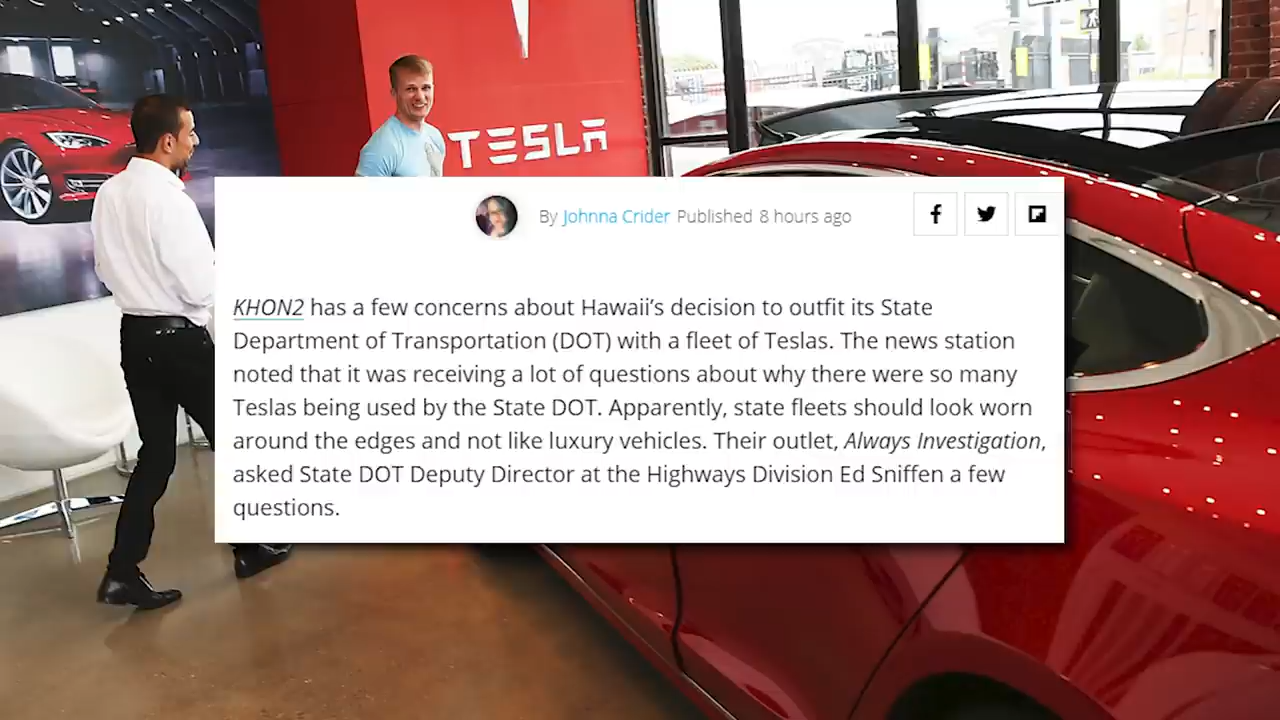 TESLA
By Johnna Crider Published 8 hours ago
KHON2 has a few concerns about Hawaii’s decision to outfit its State
Department of Transportation (DOT) with a fleet of Teslas. The news station
noted that it was receiving a lot of questions about why there were so many
Teslas being used by the State DOT. Apparently, state fleets should look worn
around the edges and not like luxury vehicles. Their outlet, Always Investigation,
asked State DOT Deputy Director at the Highways Division Ed Sniffen a few
questions.